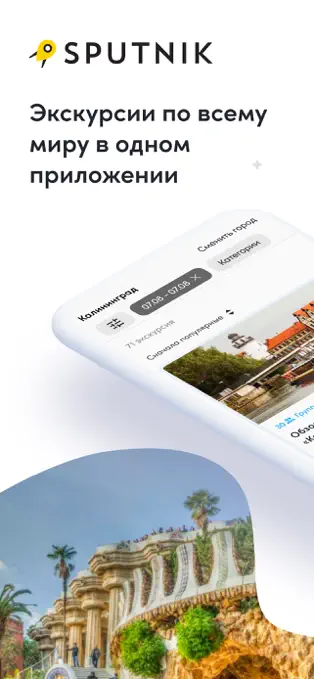 SPUTNIK
Экскурсии по всему
миру в одном
приложении
Сменить город
Калининград
Категории
07.08 – 07.08
71 экскурсия
Сначала популярные
30
Обзо
«К